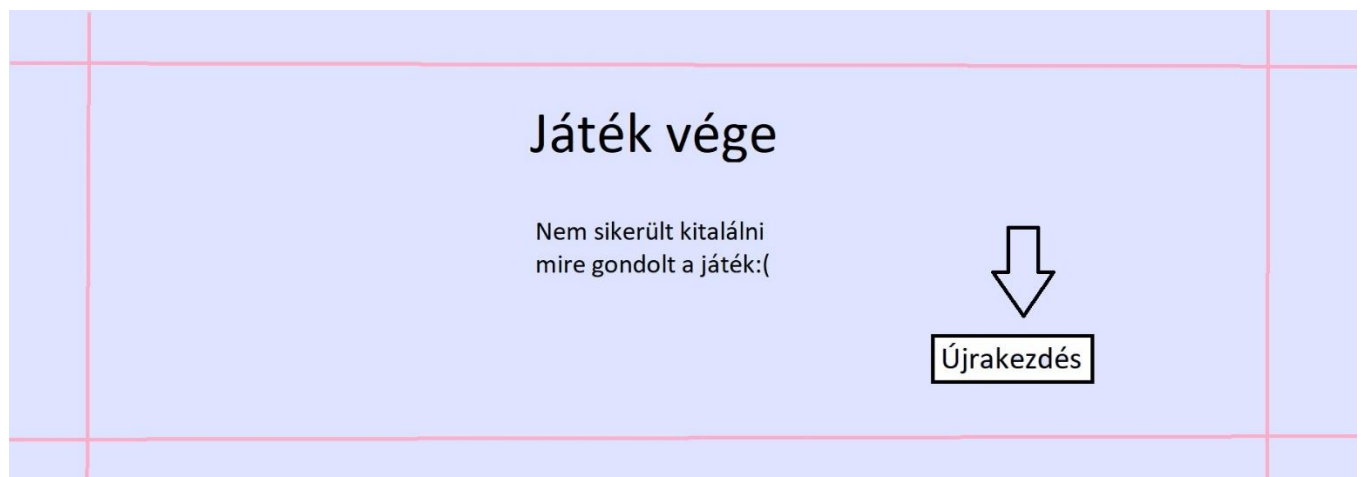 Játék vége
Nem sikerült kitalálni
mire gondolt a játék:(
Újrakezdés